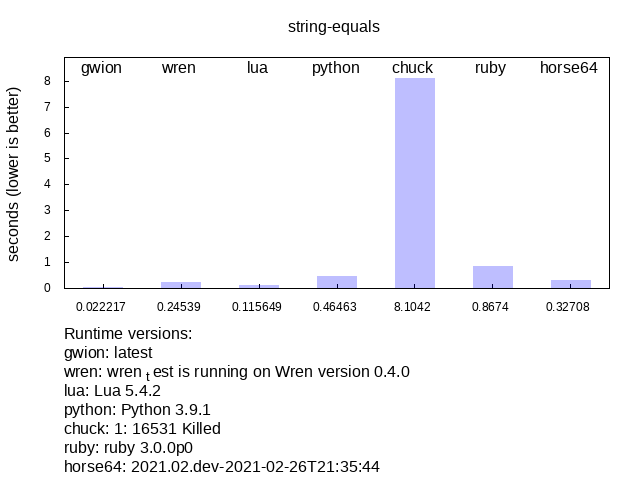 string-equals
gwion wren lua python chuck ruby horse64
seconds (lower is better)
8
7
6
5
4
3
2
1
0
0.022217 0.24539 0.115649 0.46463 8.1042 0.8674 0.32708
Runtime versions:
gwion: latest
wren: wren test is running on Wren version 0.4.0
lua: Lua 5.4.2
python: Python 3.9.1
chuck: 1: 16531 Killed
ruby: ruby 3.0.0p0
horse64: 2021.02.dev-2021-02-26T21:35:44